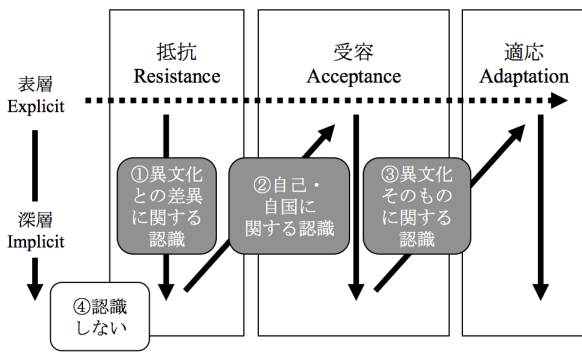 抵抗
Resistance
受容
Acceptance
適応
Adaptation
表層
Explicit
深層
Implicit
①異文化
との差異
に関する
認識
②自己・
自国に
関する認識
③異文化
そのものに
関する
認識
④認識
しない